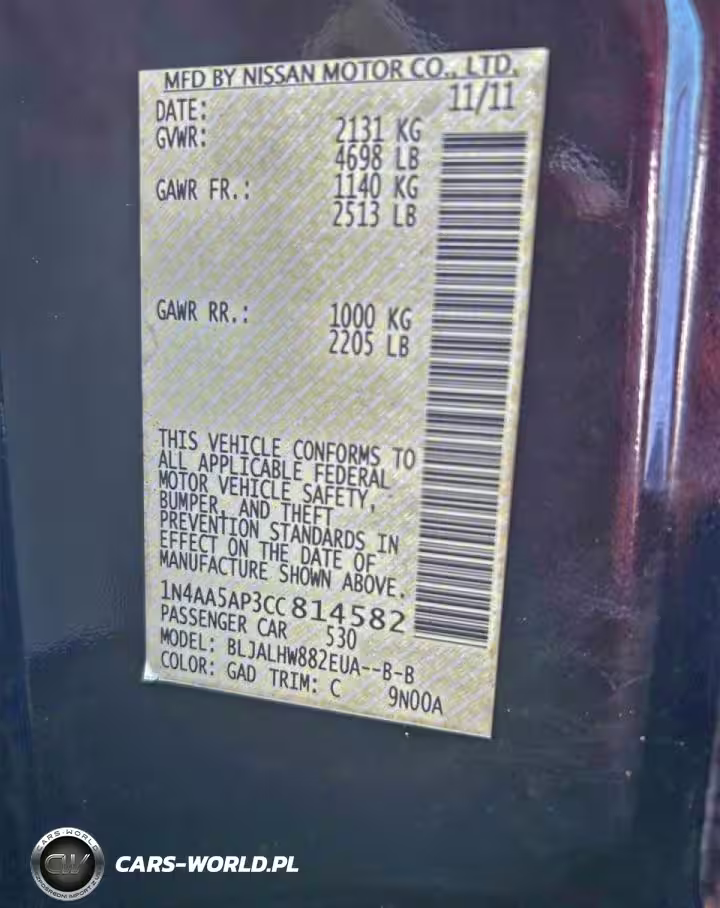 MFD BY NISSAN MOTOR CO., LTD.
DATE: 11/11
GVWR: 2131 KG
4698 LB
GAWR FR.: 1140 KG
2513 LB
GAWR RR.: 1000 KG
2205 LB
THIS VEHICLE CONFORMS TO
ALL APPLICABLE FEDERAL
MOTOR VEHICLE SAFETY,
BUMPER, AND THEFT
PREVENTION STANDARDS IN
EFFECT ON THE DATE OF
MANUFACTURE SHOWN ABOVE.
1N4AA5AP3CC814582
PASSENGER CAR 530
MODEL: BLJALHW882EUA--B-B
COLOR: GAD TRIM: C 9N00A
CARS-WORLD
CW
CARS-WORLD.PL